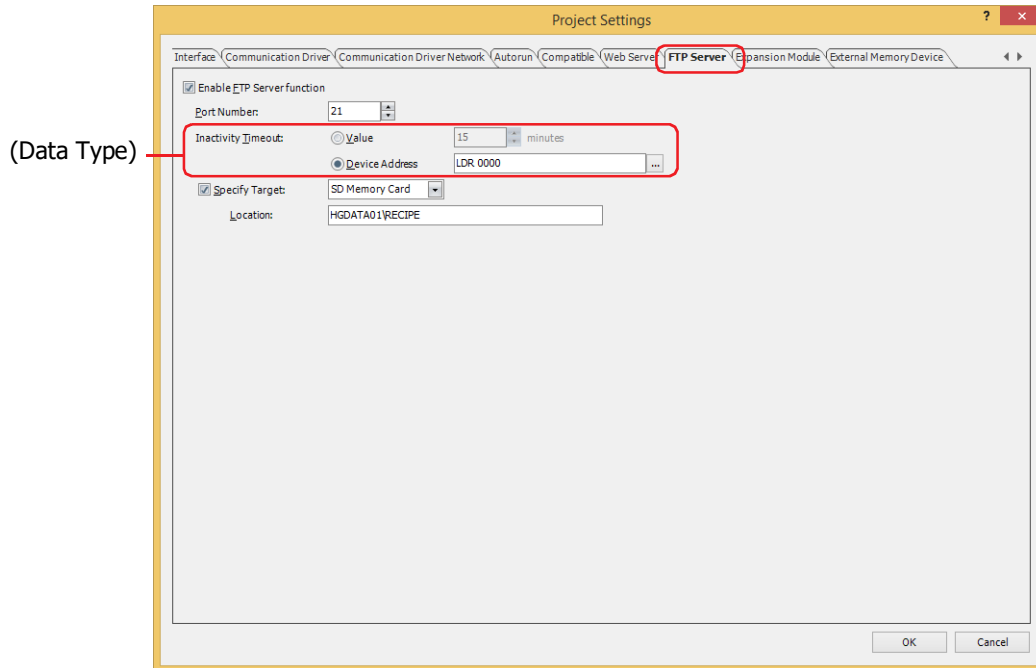 Project Settings
?
×
Interface Communication Driver Communication Driver Network Autorun Compatible Web Server FTP Server Expansion Module External Memory Device
Enable FTP Server function
Port Number: 21
(Data Type)
Inactivity Timeout: Value 15 minutes
Device Address LDR 0000 ...
Specify Target: SD Memory Card
Location: HGDATA01\RECIPE
OK Cancel